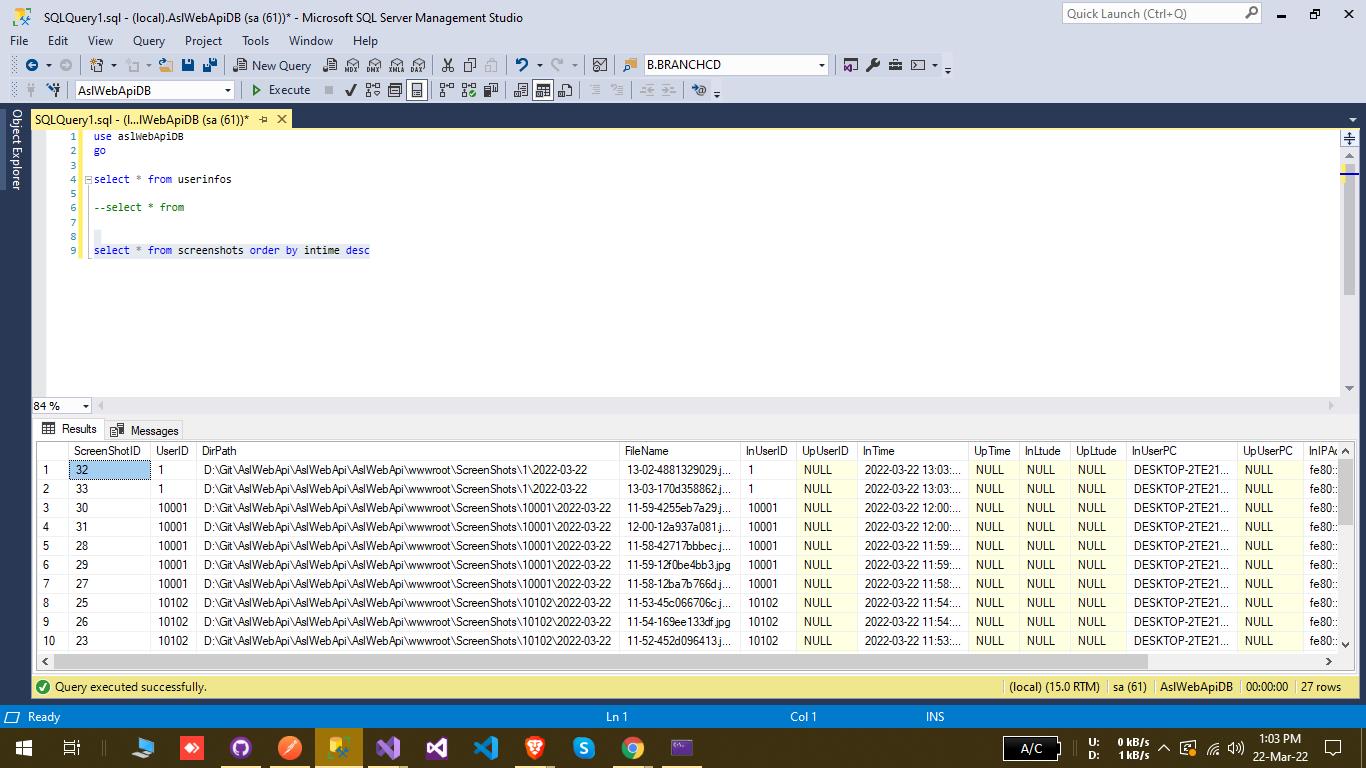 SQLQuery1.sql - (local).AslWebApiDB (sa (61))* - Microsoft SQL Server Management Studio
Quick Launch (Ctrl+Q)
File Edit View Query Project Tools Window Help
New Query MDX DMX XMLA DAX B.BRANCHCD
AslWebApiDB Execute
Object Explorer
SQLQuery1.sql - (l...lWebApiDB (sa (61))*
1 use aslWebApiDB
2 go
3
4 select * from userinfos
5
6 --select * from
7
8
9 select * from screenshots order by intime desc
84 %
Results Messages
ScreenShotID UserID DirPath FileName InUserID UpUserID InTime UpTime InLtude UpLtude InUserPC UpUserPC InIPAc
1 32 1 D:\Git\AslWebApi\AslWebApi\AslWebApi\wwwroot\ScreenShots\1\2022-03-22 13-02-4881329029.j... 1 NULL 2022-03-22 13:03:... NULL NULL NULL DESKTOP-2TE21... NULL fe80::
2 33 1 D:\Git\AslWebApi\AslWebApi\AslWebApi\wwwroot\ScreenShots\1\2022-03-22 13-03-170d358862.j... 1 NULL 2022-03-22 13:03:... NULL NULL NULL DESKTOP-2TE21... NULL fe80::
3 30 10001 D:\Git\AslWebApi\AslWebApi\AslWebApi\wwwroot\ScreenShots\10001\2022-03-22 11-59-4255eb7a29.j... 10001 NULL 2022-03-22 12:00:... NULL NULL NULL DESKTOP-2TE21... NULL fe80::
4 31 10001 D:\Git\AslWebApi\AslWebApi\AslWebApi\wwwroot\ScreenShots\10001\2022-03-22 12-00-12a937a081.j... 10001 NULL 2022-03-22 12:00:... NULL NULL NULL DESKTOP-2TE21... NULL fe80::
5 28 10001 D:\Git\AslWebApi\AslWebApi\AslWebApi\wwwroot\ScreenShots\10001\2022-03-22 11-58-42717bbbec.j... 10001 NULL 2022-03-22 11:59:... NULL NULL NULL DESKTOP-2TE21... NULL fe80::
6 29 10001 D:\Git\AslWebApi\AslWebApi\AslWebApi\wwwroot\ScreenShots\10001\2022-03-22 11-59-12f0be4bb3.jpg 10001 NULL 2022-03-22 11:59:... NULL NULL NULL DESKTOP-2TE21... NULL fe80::
7 27 10001 D:\Git\AslWebApi\AslWebApi\AslWebApi\wwwroot\ScreenShots\10001\2022-03-22 11-58-12ba7b766d.j... 10001 NULL 2022-03-22 11:58:... NULL NULL NULL DESKTOP-2TE21... NULL fe80::
8 25 10102 D:\Git\AslWebApi\AslWebApi\AslWebApi\wwwroot\ScreenShots\10102\2022-03-22 11-53-45c066706c.j... 10102 NULL 2022-03-22 11:54:... NULL NULL NULL DESKTOP-2TE21... NULL fe80::
9 26 10102 D:\Git\AslWebApi\AslWebApi\AslWebApi\wwwroot\ScreenShots\10102\2022-03-22 11-54-169ee133df.jpg 10102 NULL 2022-03-22 11:54:... NULL NULL NULL DESKTOP-2TE21... NULL fe80::
10 23 10102 D:\Git\AslWebApi\AslWebApi\AslWebApi\wwwroot\ScreenShots\10102\2022-03-22 11-52-452d096413.j... 10102 NULL 2022-03-22 11:53:... NULL NULL NULL DESKTOP-2TE21... NULL fe80::
Query executed successfully. (local) (15.0 RTM) sa (61) AslWebApiDB 00:00:00 27 rows
Ready Ln 1 Col 1 INS
A/C U: 0 kB/s 1:03 PM
D: 1 kB/s 22-Mar-22